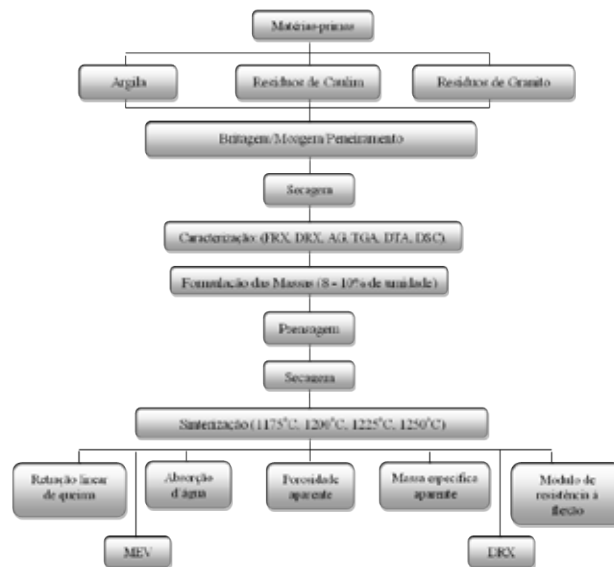 Matérias-primas
Argila
Resíduos de Caulim
Resíduos de Granito
Britagem/Moagem/Peneiramento
Secagem
Caracterização: (FRX, DRX, AG, TGA, DTA, DSC).
Formulação das Massas (8 - 10% de umidade)
Prensagem
Secagem
Sinterização (1175°C, 1200°C, 1225°C, 1250°C)
Retração linear
de queima
Absorção
d'água
Porosidade
aparente
Massa especifica
aparente
Modulo de
resistência à
flexão
MEV
DRX